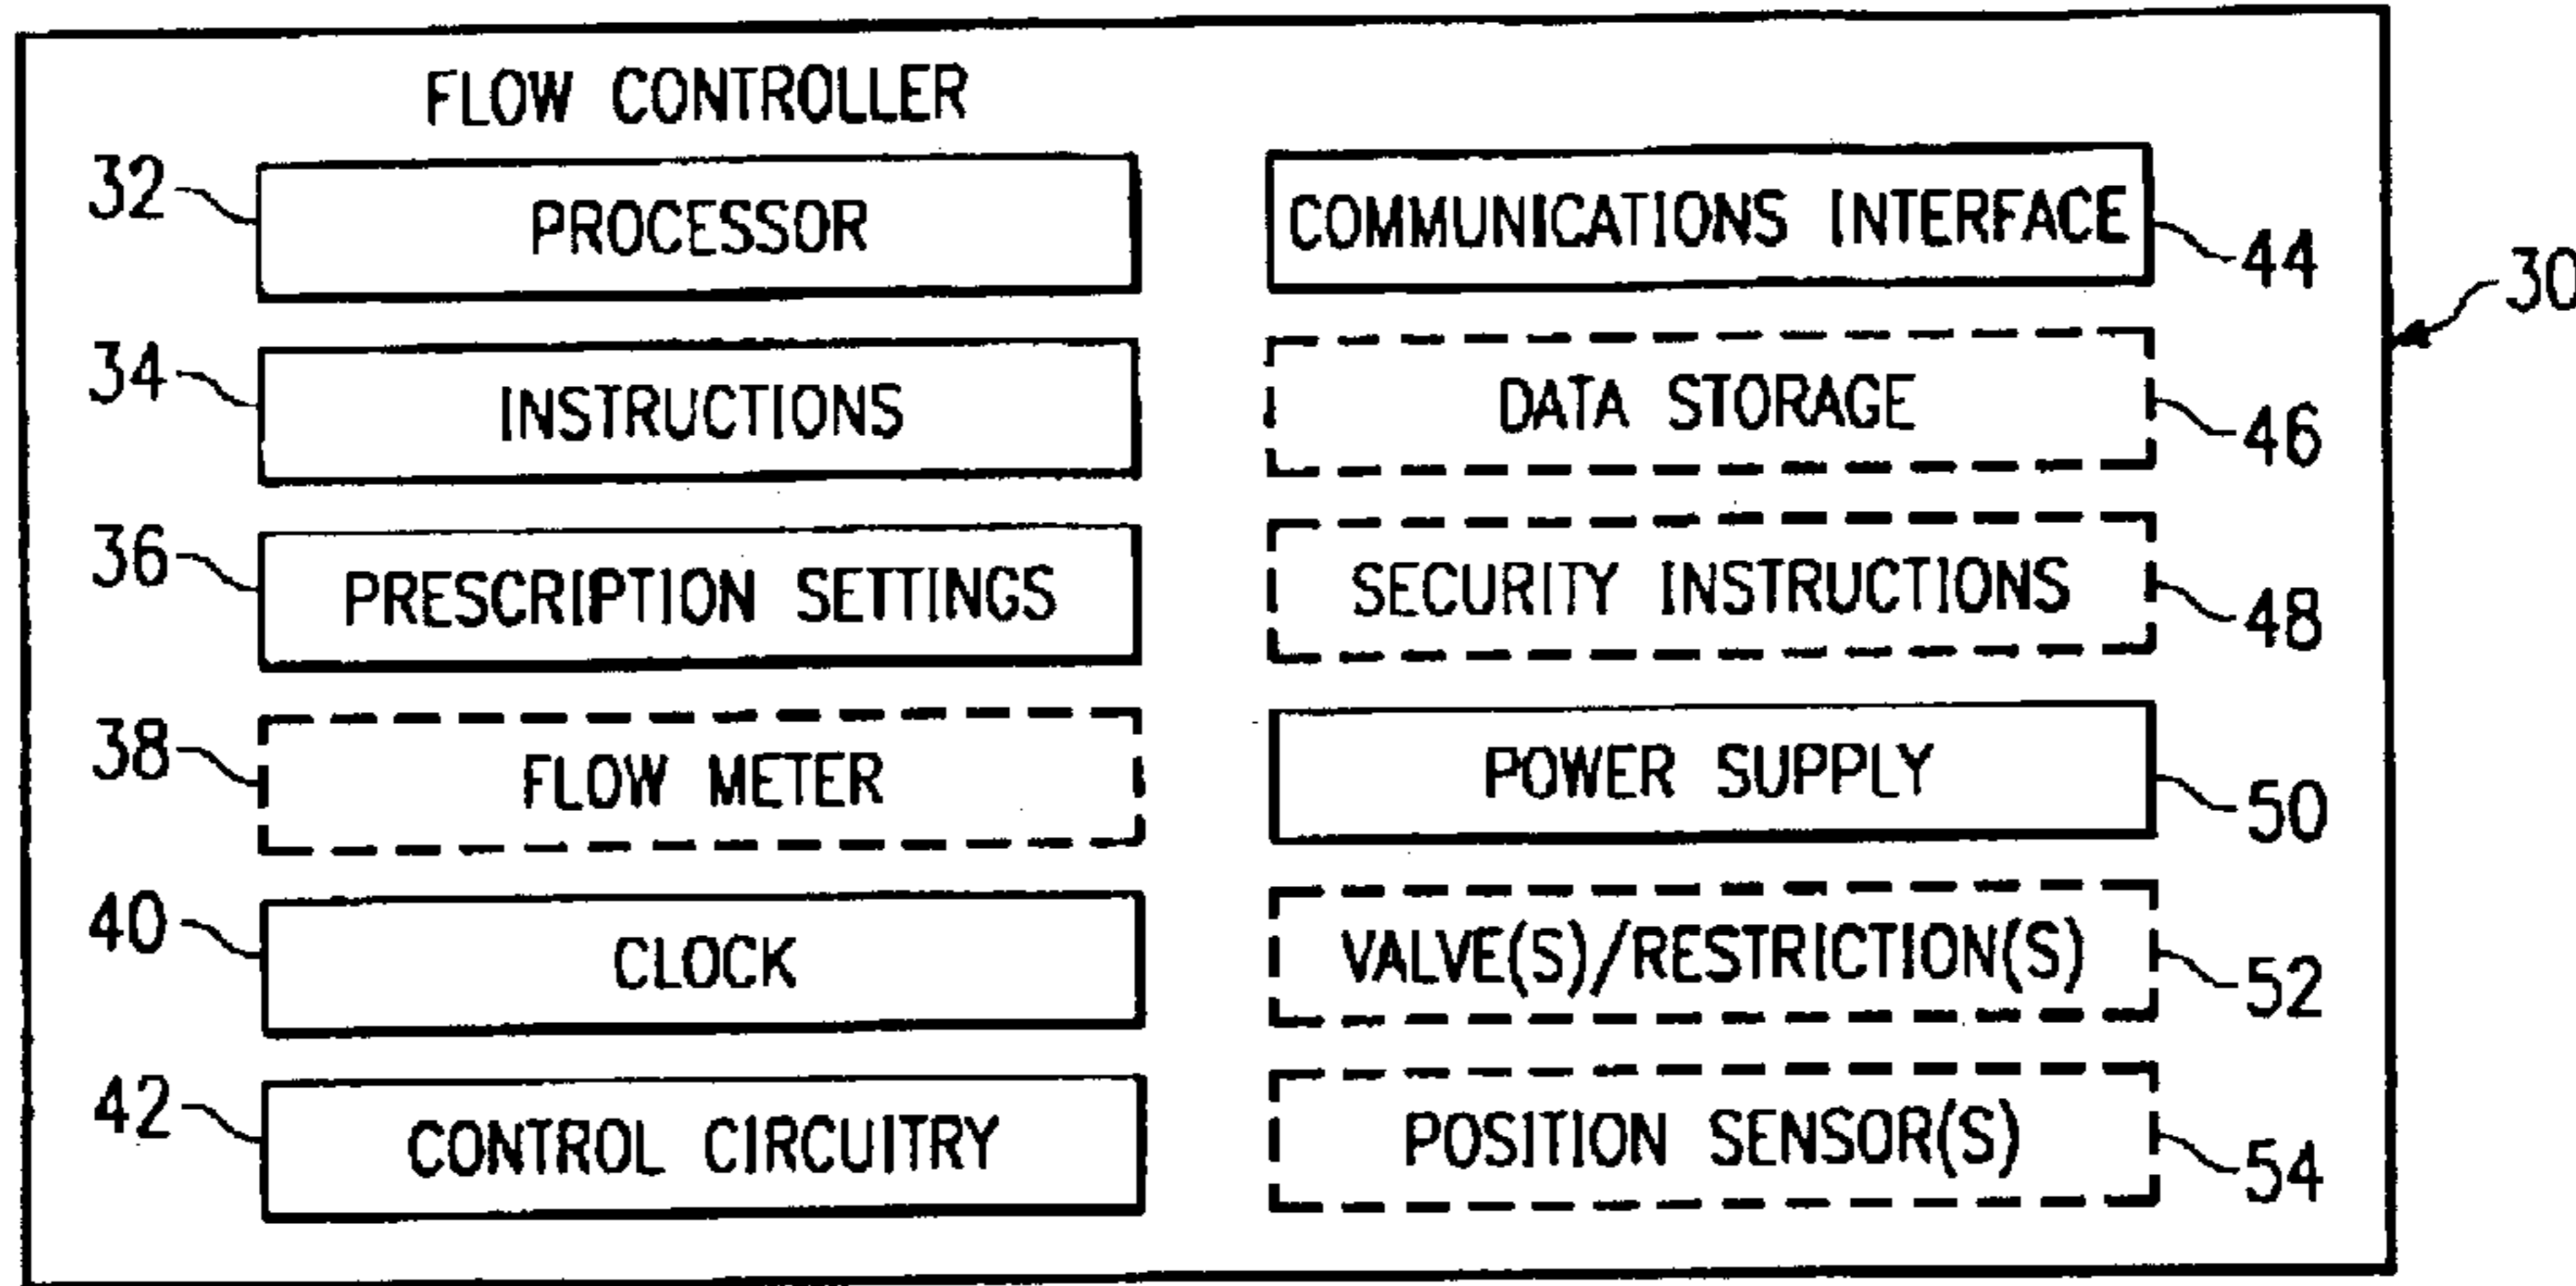 FLOW CONTROLLER
32
PROCESSOR
34
INSTRUCTIONS
36
PRESCRIPTION SETTINGS
38
FLOW METER
40
CLOCK
42
CONTROL CIRCUITRY
COMMUNICATIONS INTERFACE
44
30
DATA STORAGE
46
SECURITY INSTRUCTIONS
48
POWER SUPPLY
50
VALVE(S)/RESTRICTION(S)
52
POSITION SENSOR(S)
54